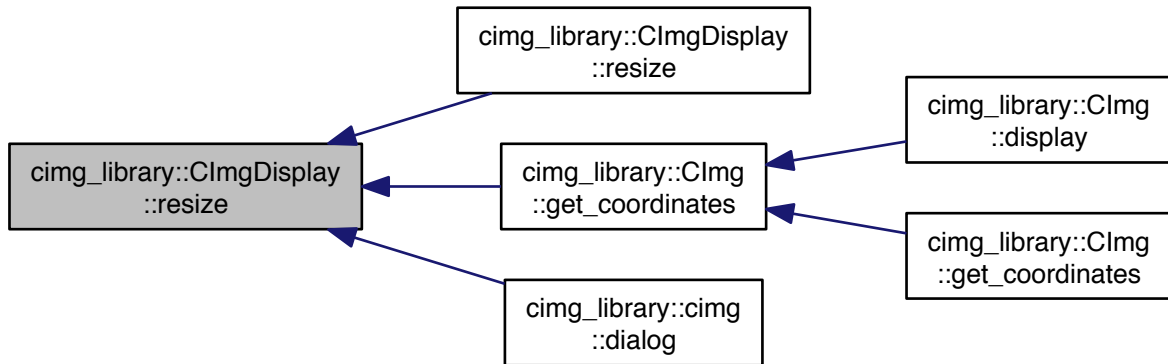 cimg_library::CImgDisplay
::resize
cimg_library::CImgDisplay
::resize
cimg_library::CImg
::get_coordinates
cimg_library::cimg
::dialog
cimg_library::CImg
::display
cimg_library::CImg
::get_coordinates